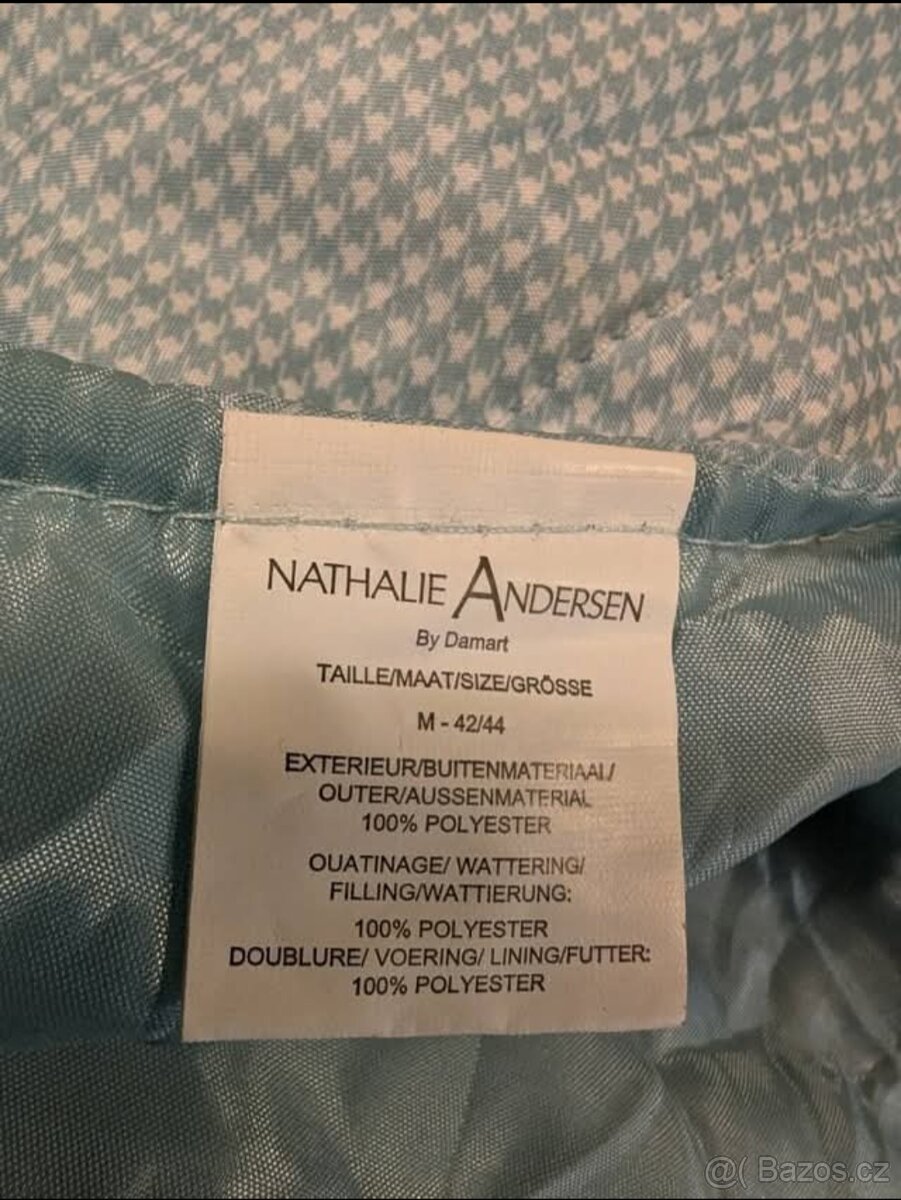 NATHALIE ANDERSEN
By Damart
TAILLE/MAAT/SIZE/GRÖSSE
M - 42/44
EXTERIEUR/BUITENMATERIAAL/
OUTER/AUSSENMATERIAL
100% POLYESTER
OUATINAGE/ WATTERING/
FILLING/WATTIERUNG:
100% POLYESTER
DOUBLURE/ VOERING/ LINING/FUTTER:
100% POLYESTER
@( Bazos.cz